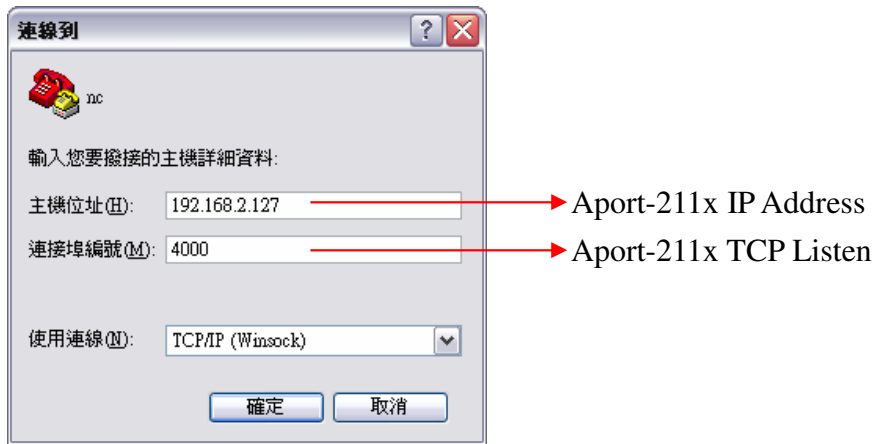 連線到
nc
輸入您要撥接的主機詳細資料:
主機位址(H): 192.168.2.127 Aport-211x IP Address
連接埠編號(M): 4000 Aport-211x TCP Listen
使用連線(N): TCP/IP (Winsock)
確定 取消